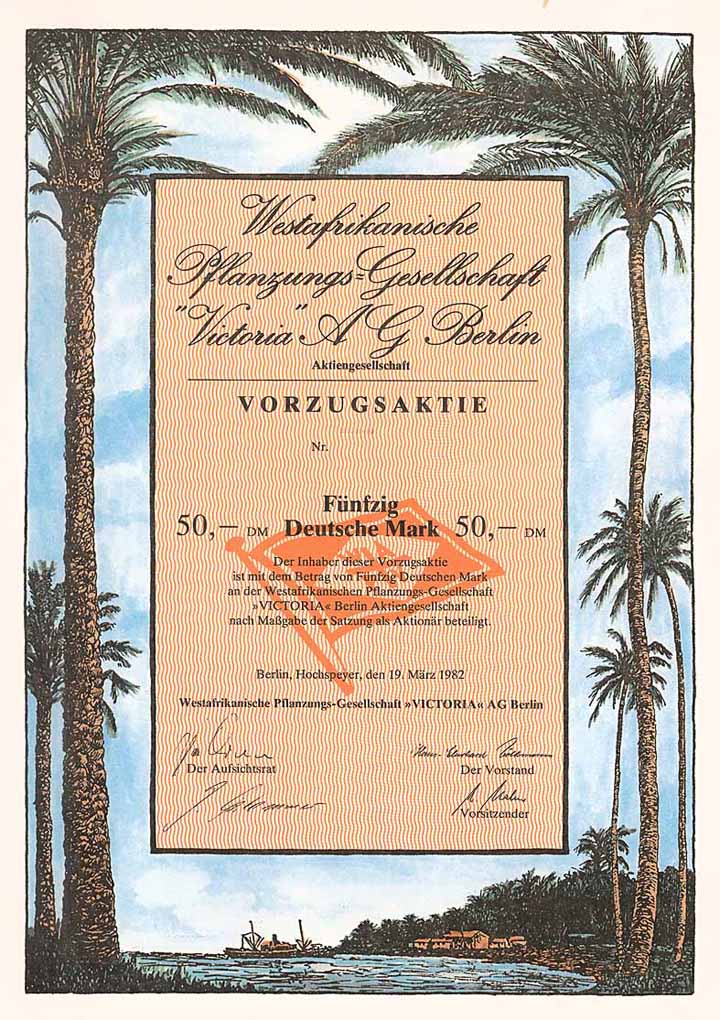 Westafrikanische
Pflanzungs-Gesellschaft
"Victoria" A G Berlin
Aktiengesellschaft
VORZUGSAKTIE
Nr.
50,– DM Fünfzig Deutsche Mark 50,– DM
Der Inhaber dieser Vorzugsaktie
ist mit dem Betrag von Fünfzig Deutschen Mark
an der Westafrikanischen Pflanzungs-Gesellschaft
»VICTORIA« Berlin Aktiengesellschaft
nach Maßgabe der Satzung als Aktionär beteiligt.
Berlin, Hochspeyer, den 19. März 1982
Westafrikanische Pflanzungs-Gesellschaft »VICTORIA« AG Berlin
Der Aufsichtsrat
Der Vorstand
Vorsitzender